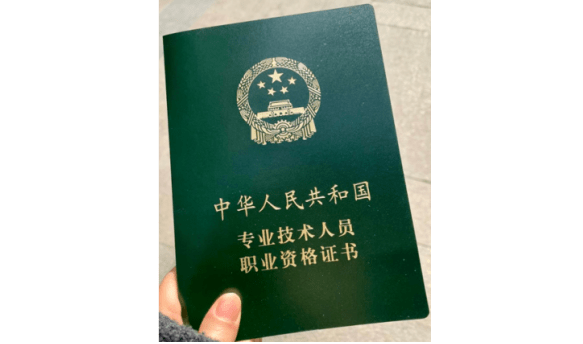 中华人民共和国
专业技术人员
职业资格证书